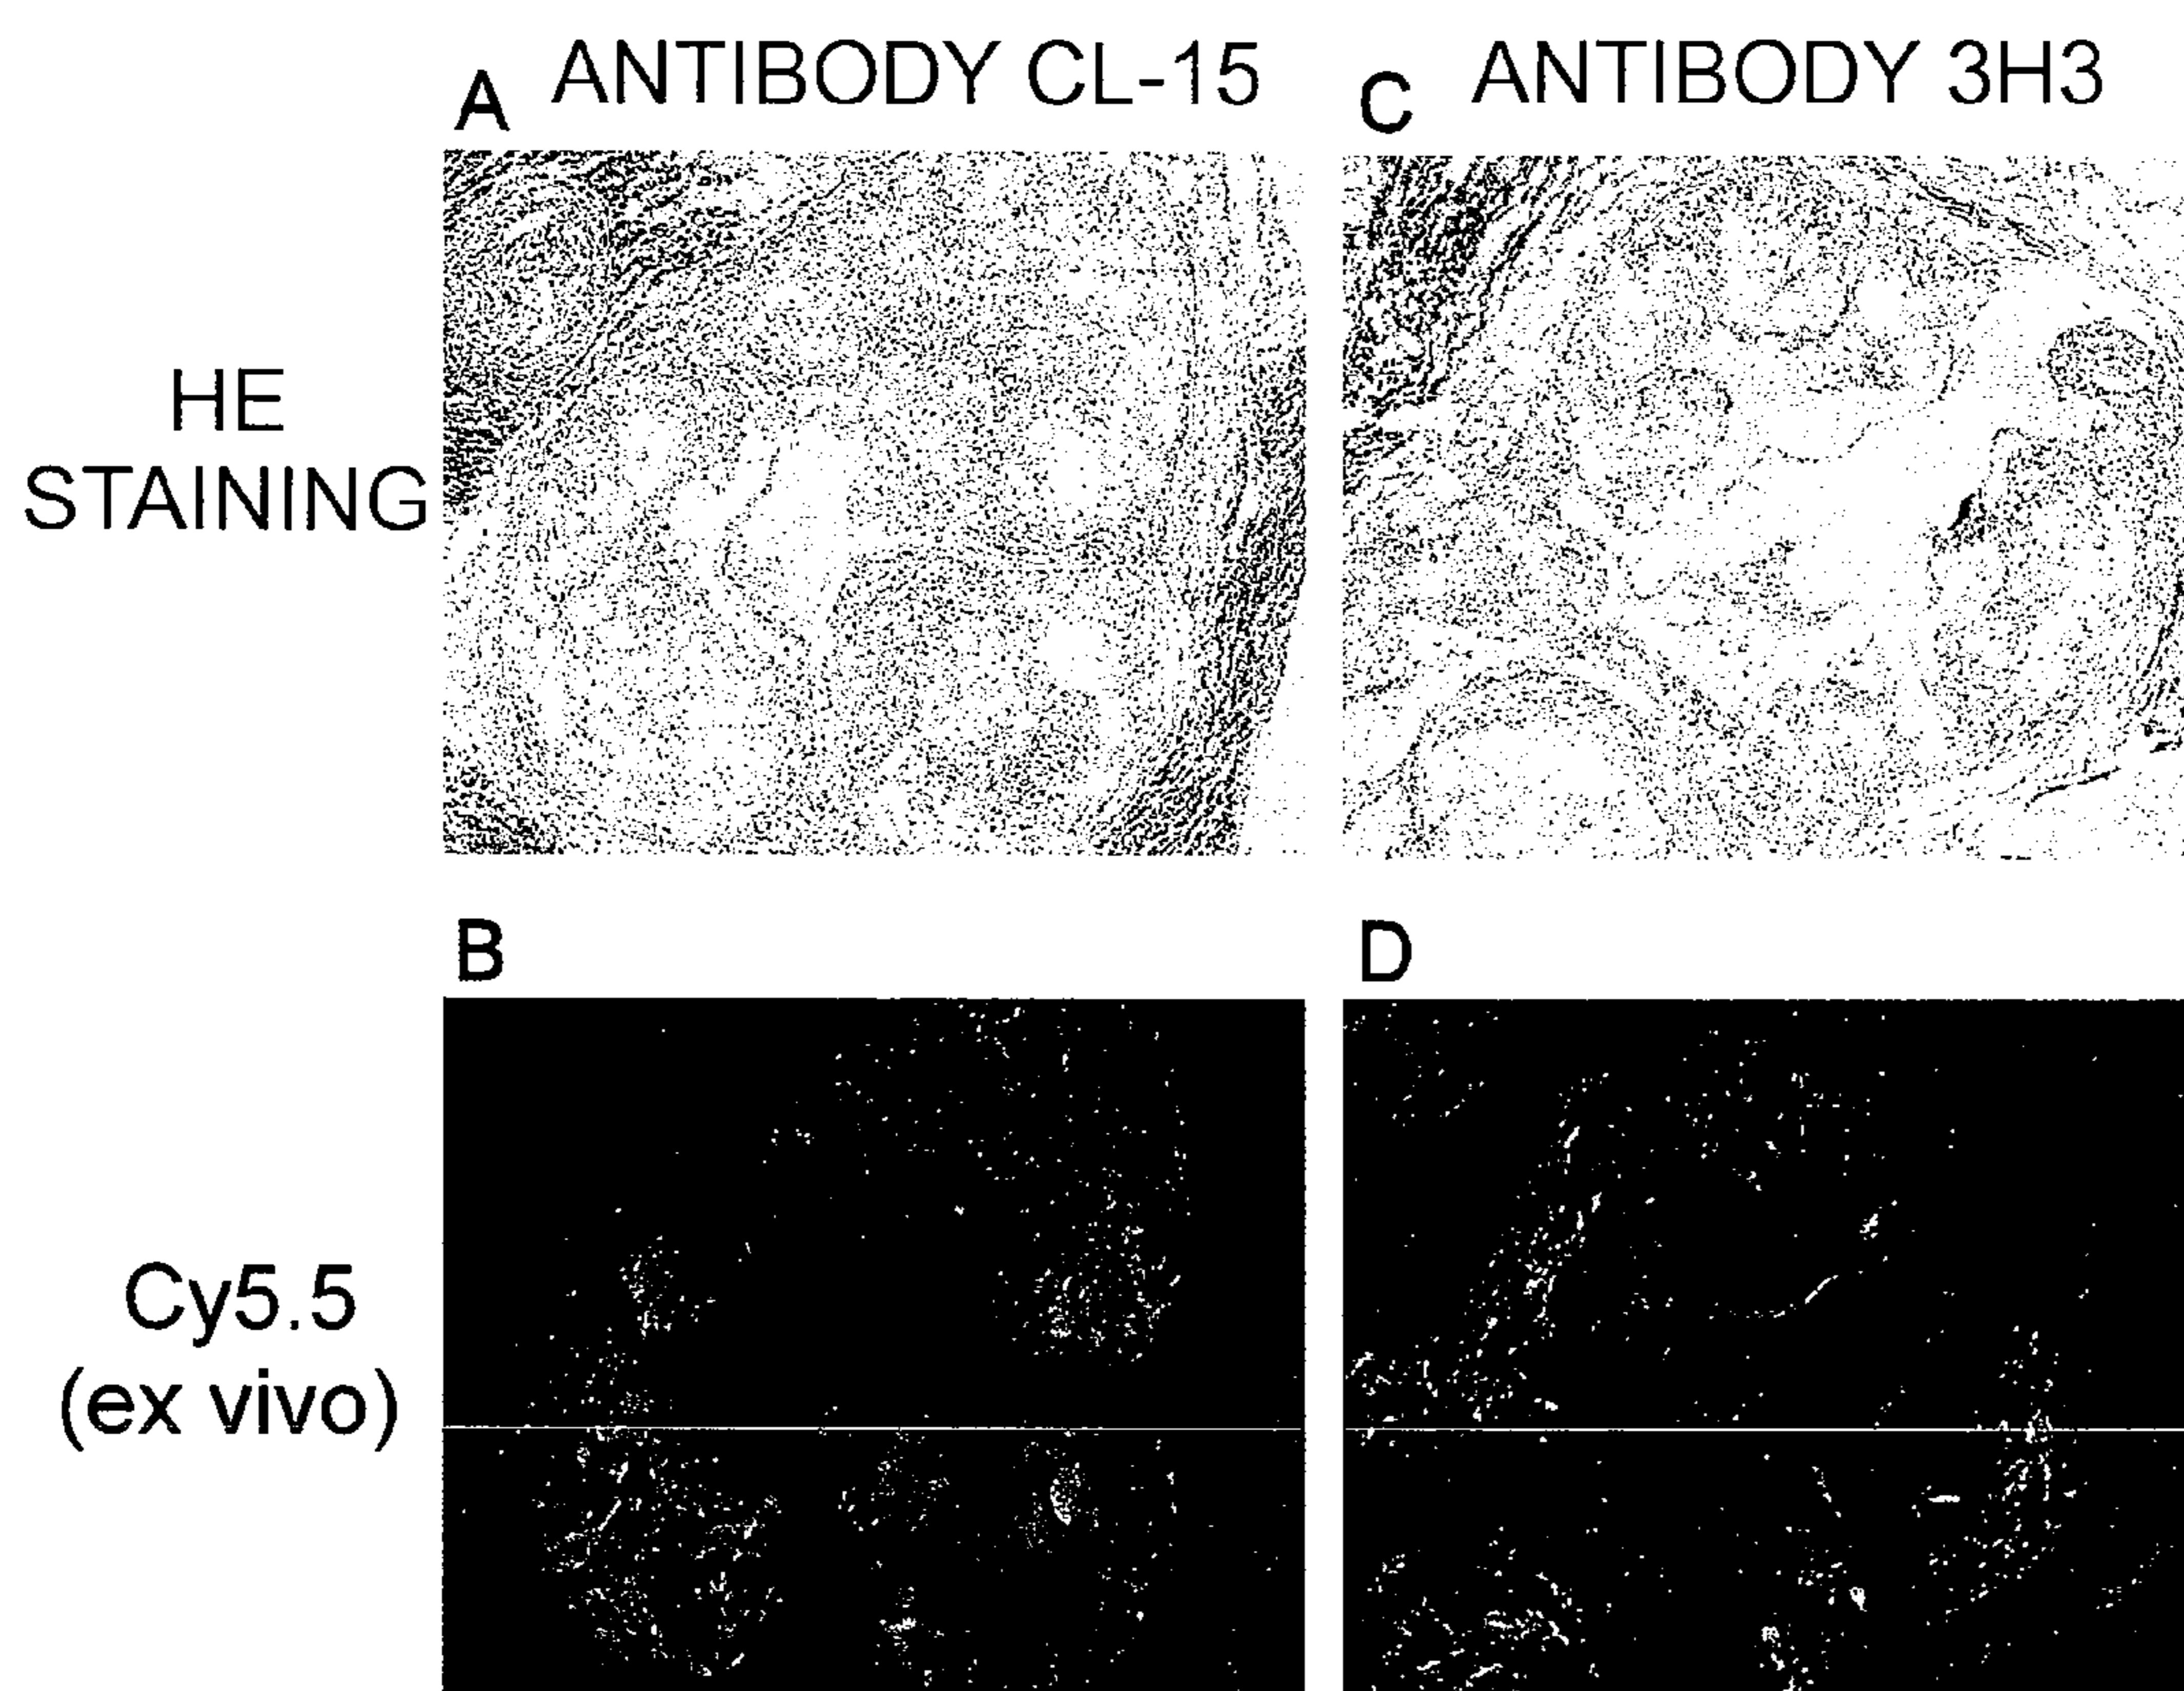 A ANTIBODY CL-15
C ANTIBODY 3H3
HE
STAINING
B
D
Cy5.5
(ex vivo)